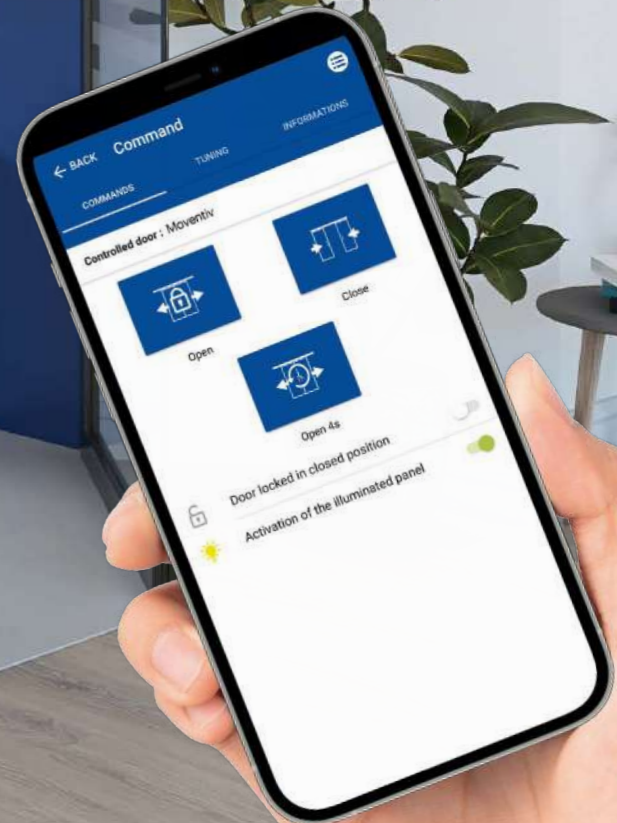 ← BACK Command
COMMANDS TUNING INFORMATIONS
Controlled door : Moventiv
Open
Close
Open 4s
Door locked in closed position
Activation of the illuminated panel